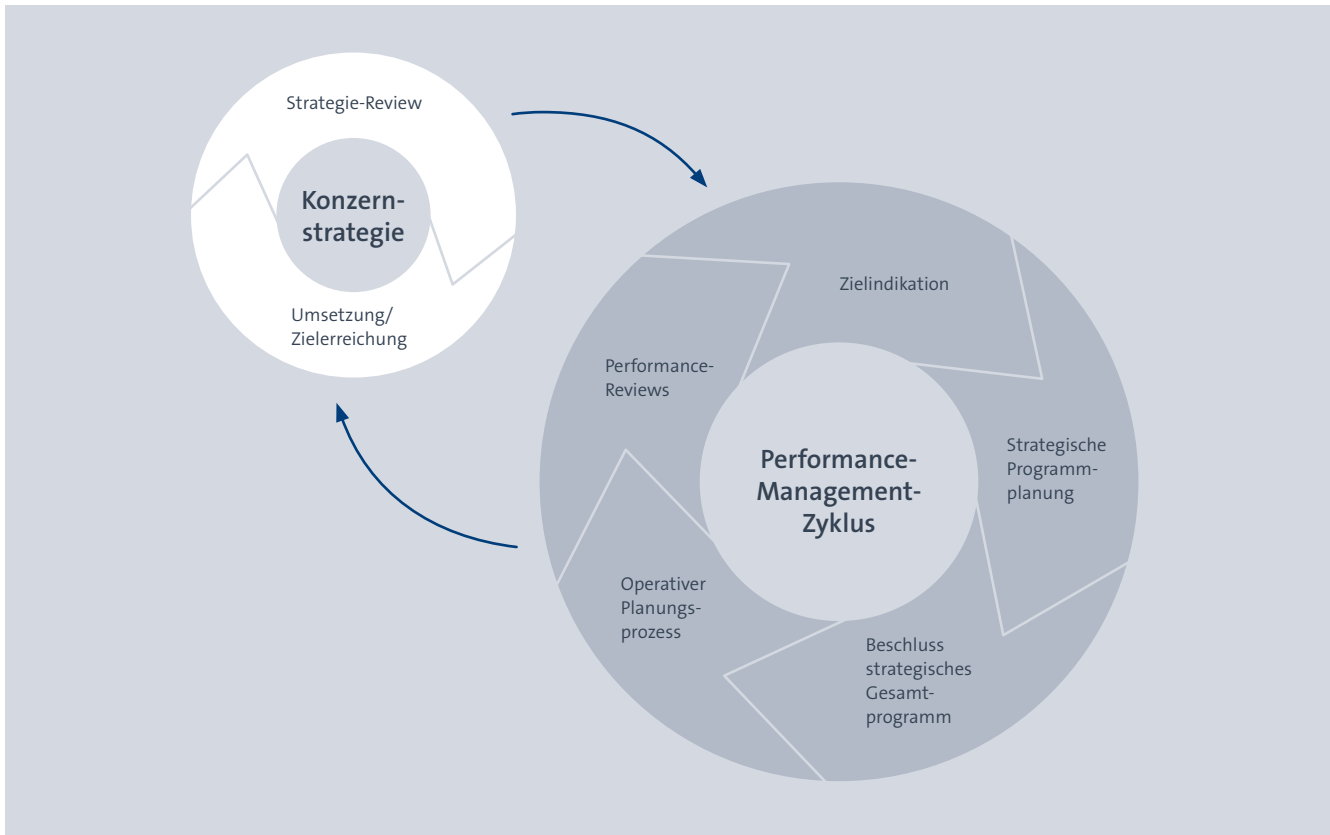 Strategie-Review
Konzern-
strategie
Umsetzung/
Zielerreichung
Zielindikation
Strategische
Programm-
planung
Beschluss
strategisches
Gesamt-
programm
Operativer
Planungs-
prozess
Performance-
Reviews
Performance-
Management-
Zyklus